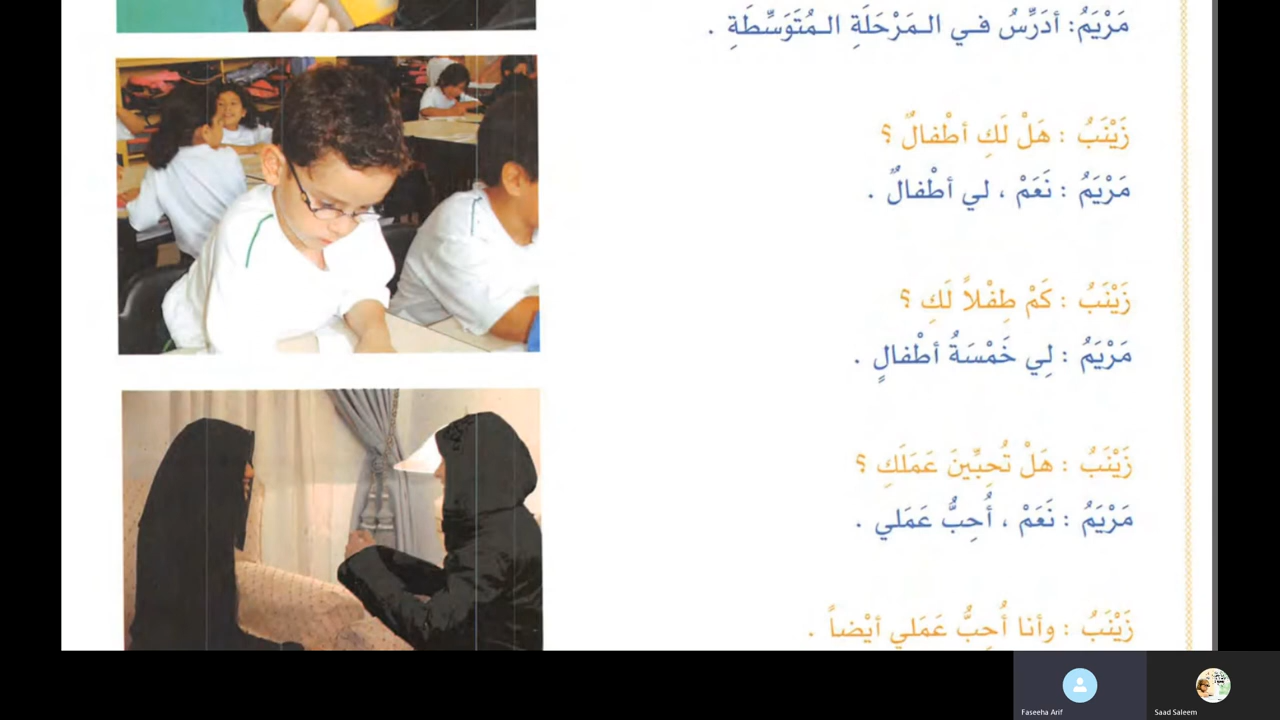 مَرْيَمُ: أدَرِّسُ فـي الـمَرْحَلَةِ الـمُتَوَسِّطَةِ .
زَيْنَبُ : هَلْ لَكِ أطْفالٌ ؟
مَرْيَمُ : نَعَمْ ، لي أطْفالٌ .
زَيْنَبُ : كَمْ طِفْلاً لَكِ ؟
مَرْيَمُ : لِي خَمْسَةُ أطْفالٍ .
زَيْنَبُ : هَلْ تُحِبِّينَ عَمَلَكِ ؟
مَرْيَمُ : نَعَمْ ، أُحِبُّ عَمَلي .
زَيْنَبُ : وأنا أُحِبُّ عَمَلي أيْضاً .
Faseeha Arif
Saad Saleem